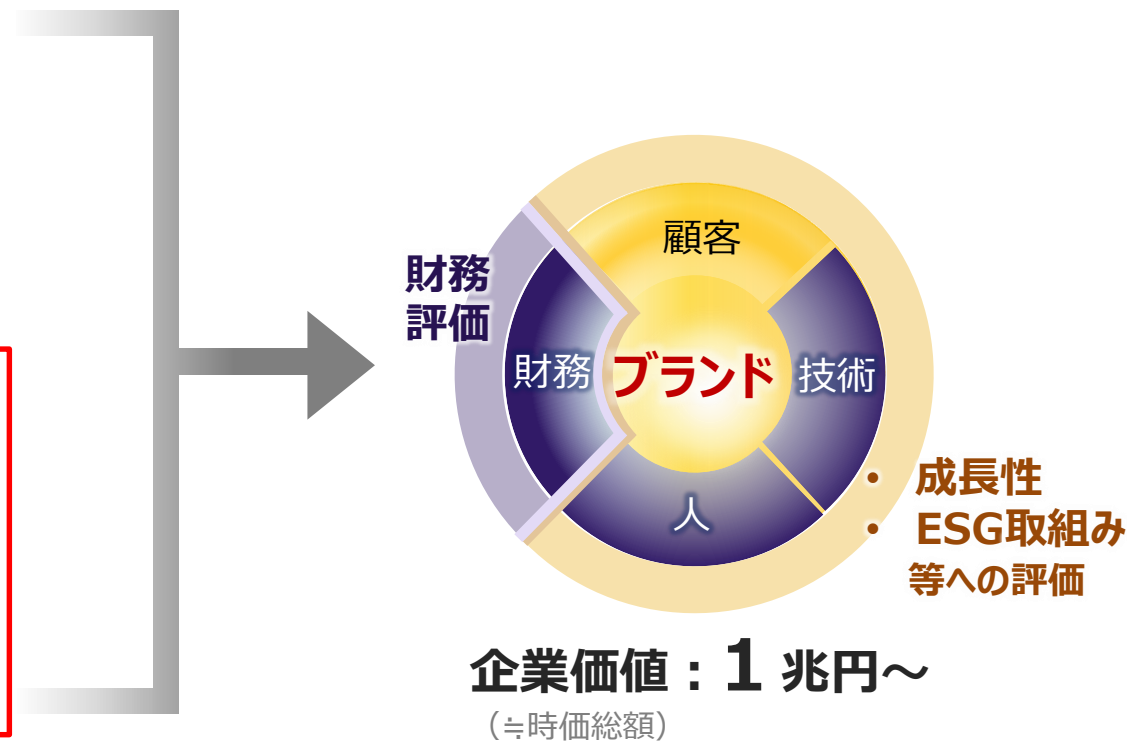 顧客
財務
評価
財務
ブランド
技術
人
・ 成長性
・ ESG取組み
等への評価
企業価値：1 兆円～
（≒時価総額）